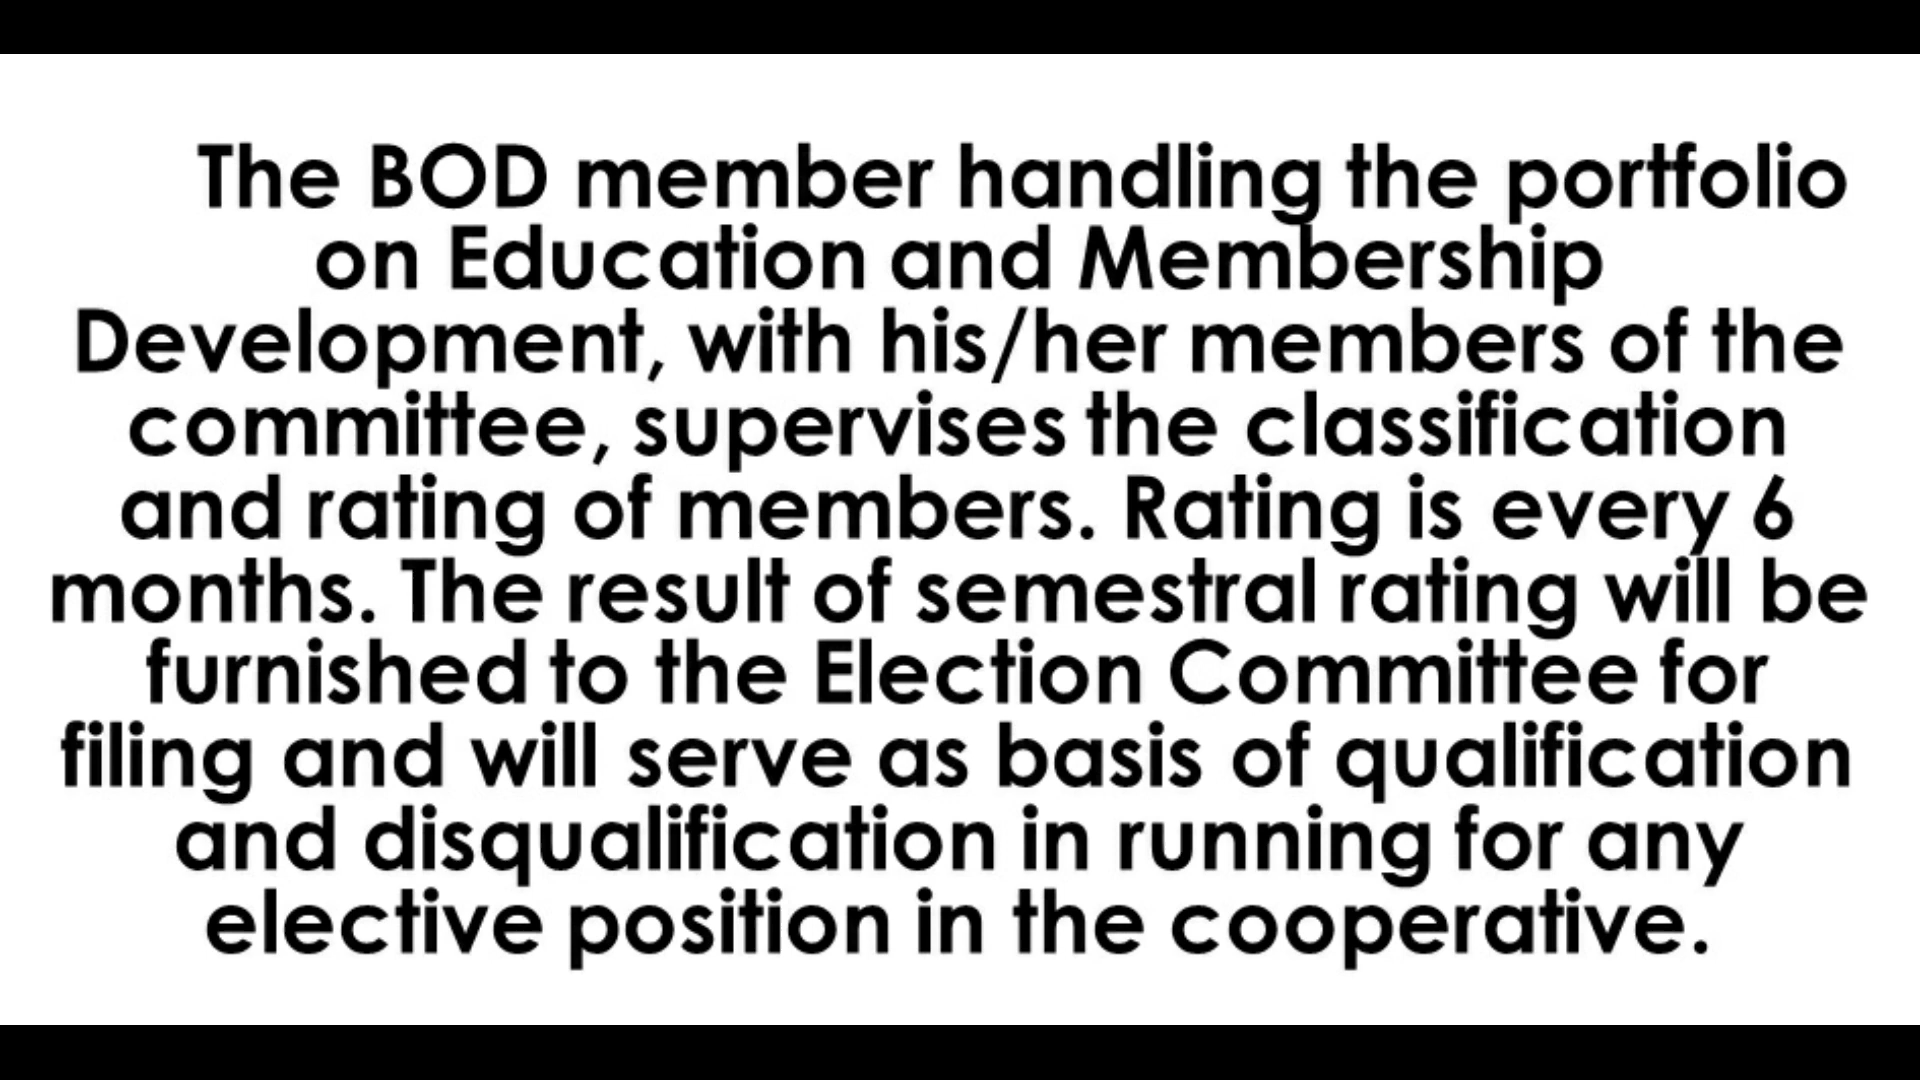 The BOD member handling the portfolio
on Education and Membership
Development, with his/her members of the
committee, supervises the classification
and rating of members. Rating is every 6
months. The result of semestral rating will be
furnished to the Election Committee for
filing and will serve as basis of qualification
and disqualification in running for any
elective position in the cooperative.